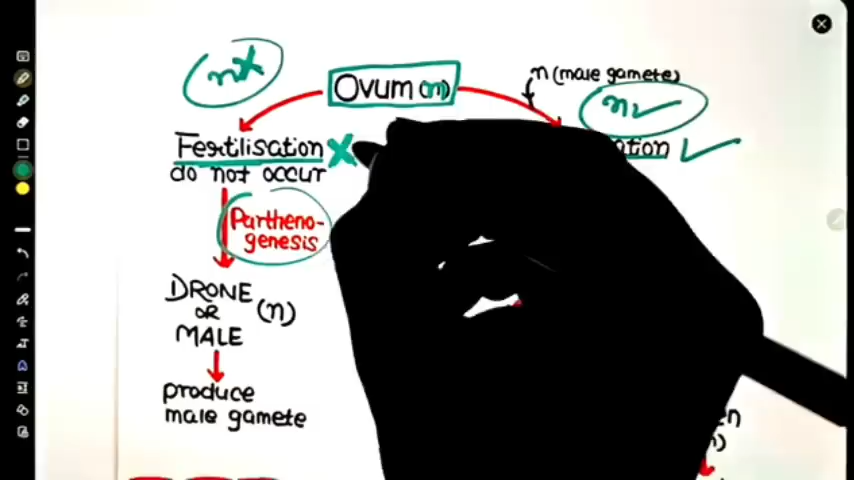 n
Ovum (n)
n (male gamete)
n
Fertilisation
do not occur
Partheno-
genesis
DRONE
OR
(n)
MALE
produce
male gamete